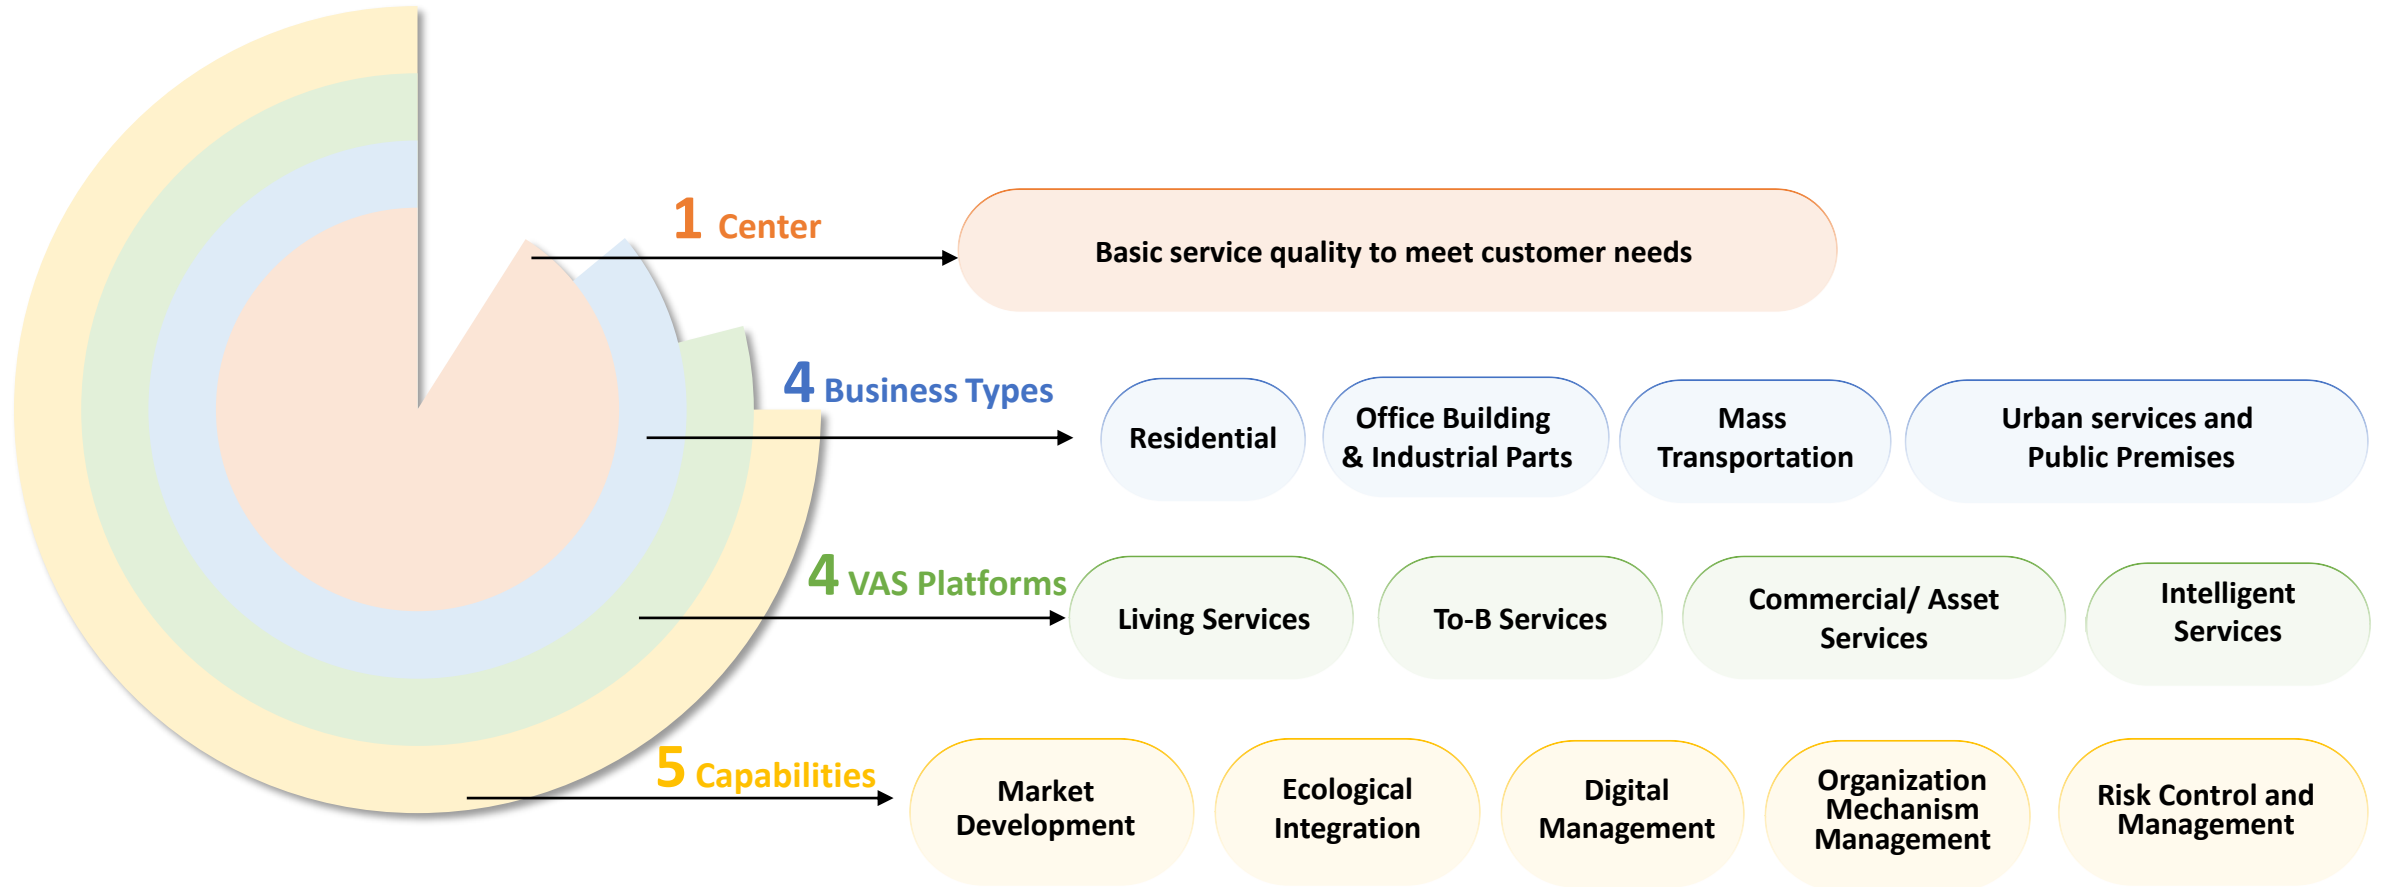 1 Center
Basic service quality to meet customer needs
4 Business Types
Residential
Office Building
& Industrial Parts
Mass
Transportation
Urban services and
Public Premises
4 VAS Platforms
Living Services
To-B Services
Commercial/ Asset
Services
Intelligent
Services
5 Capabilities
Market
Development
Ecological
Integration
Digital
Management
Organization
Mechanism
Management
Risk Control and
Management